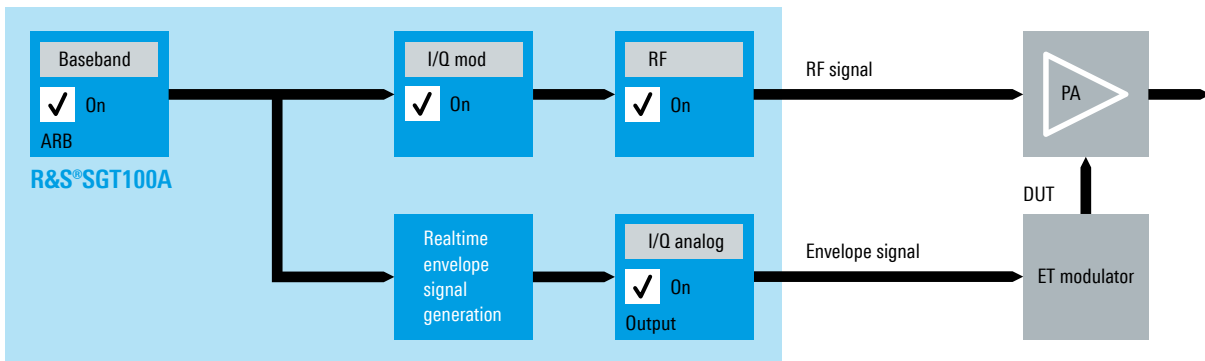 Baseband
On
ARB
R&S®SGT100A
I/Q mod
On
RF
On
RF signal
PA
Realtime
envelope
signal
generation
I/Q analog
On
Output
Envelope signal
DUT
ET modulator